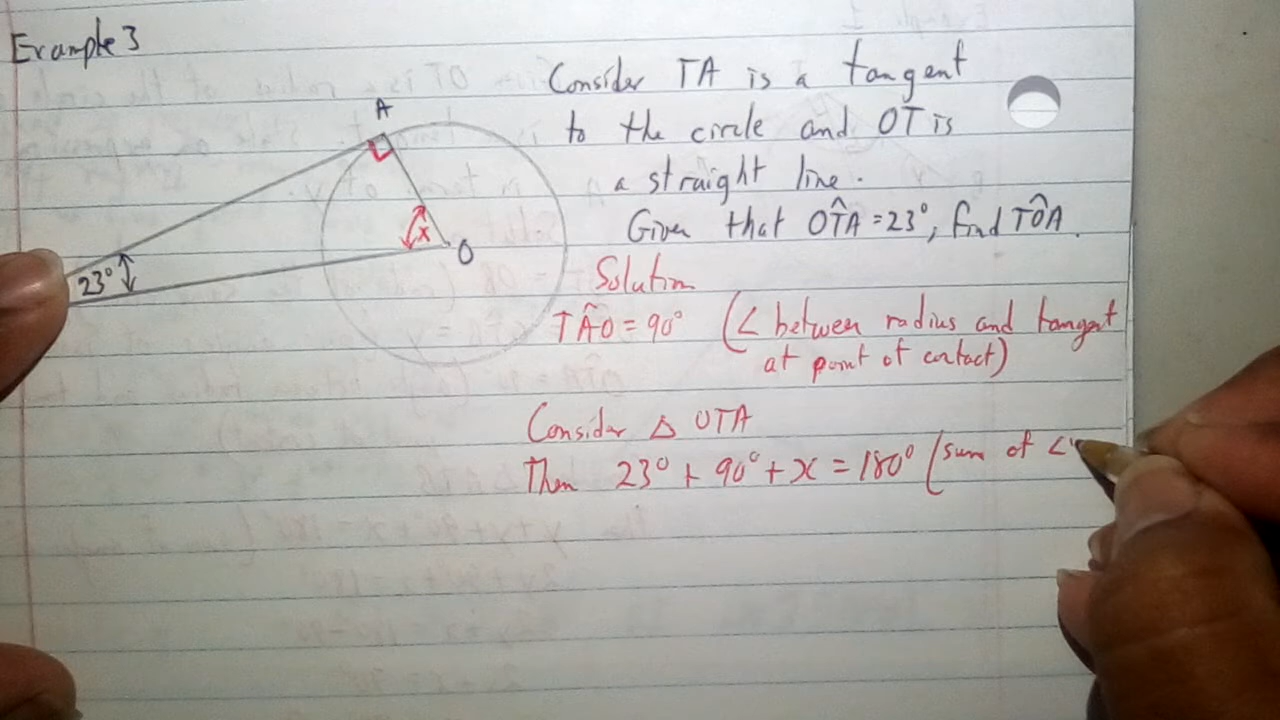 Example 3
Consider TA is a tangent
to the circle and OT is
a straight line.
Given that OT̂A = 23°, find TÔA.
A
x
O
23°
Solution
TÂO = 90° (∠ between radius and tangent
at point of contact)
Consider △ OTA
Then 23° + 90° + x = 180° (sum of ∠